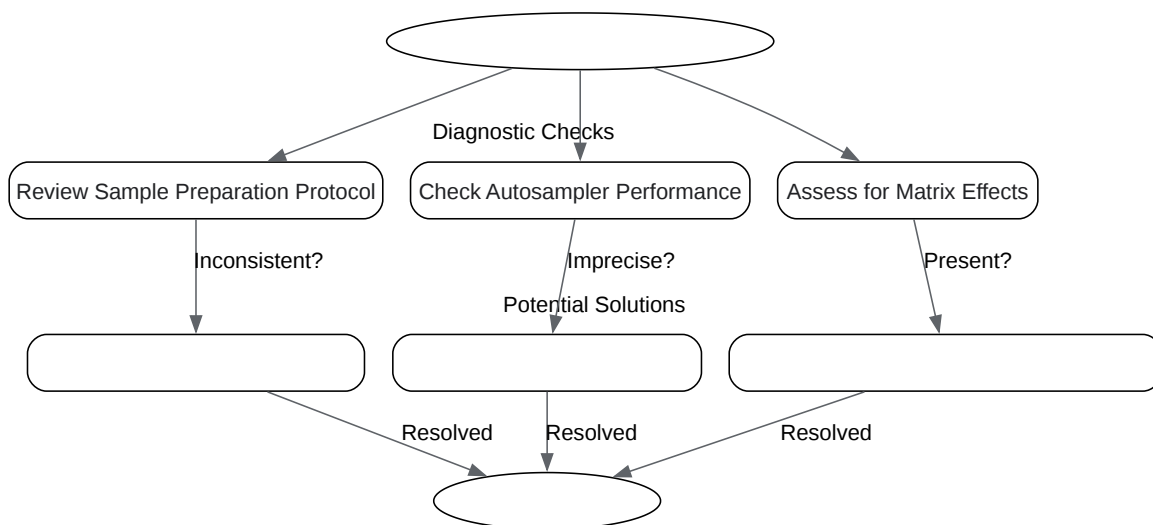 Diagnostic Checks
Review Sample Preparation Protocol
Check Autosampler Performance
Assess for Matrix Effects
Inconsistent?
Imprecise?
Present?
Potential Solutions
Resolved
Resolved
Resolved